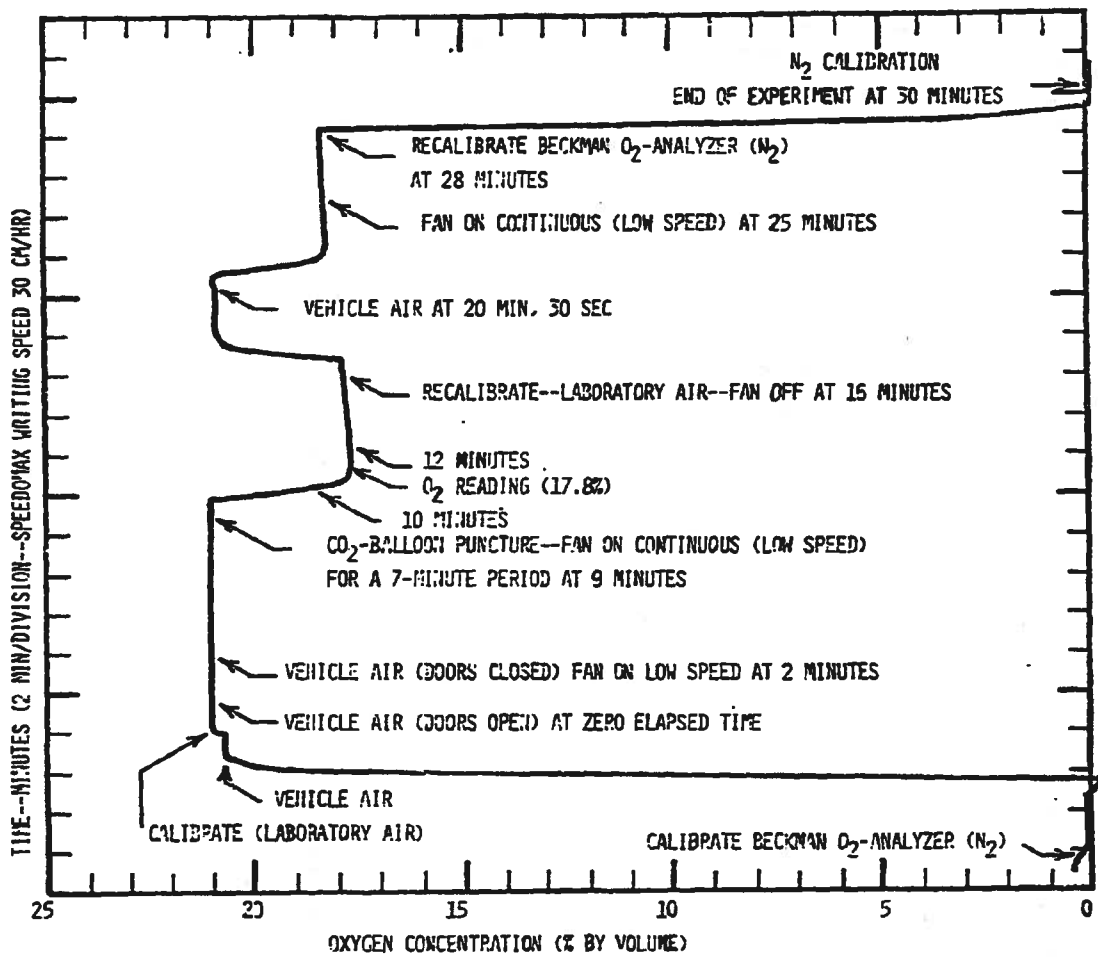 N2 CALIBRATION
END OF EXPERIMENT AT 30 MINUTES
RECALIBRATE BECKMAN O2-ANALYZER (N2)
AT 28 MINUTES
FAN ON CONTINUOUS (LOW SPEED) AT 25 MINUTES
VEHICLE AIR AT 20 MIN. 30 SEC
RECALIBRATE--LABORATORY AIR--FAN OFF AT 16 MINUTES
12 MINUTES
O2 READING (17.8%)
10 MINUTES
CO2-BALLOON PUNCTURE--FAN ON CONTINUOUS (LOW SPEED)
FOR A 7-MINUTE PERIOD AT 9 MINUTES
VEHICLE AIR (DOORS CLOSED) FAN ON LOW SPEED AT 2 MINUTES
VEHICLE AIR (DOORS OPEN) AT ZERO ELAPSED TIME
VEHICLE AIR
CALIBRATE (LABORATORY AIR)
CALIBRATE BECKMAN O2-ANALYZER (N2)
TIME--MINUTES (2 MIN/DIVISION--SPEEDOMAX WRITING SPEED 30 CM/HR)
25 20 15 10 5 0
OXYGEN CONCENTRATION (% BY VOLUME)